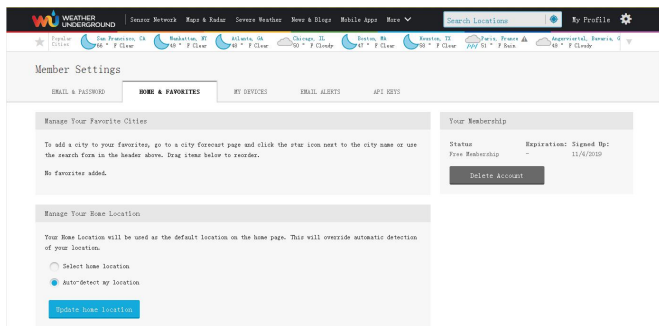 WEATHER UNDERGROUND
Sensor Network Maps & Radar Severe Weather News & Blogs Mobile Apps More Search Locations My Profile
Popular Cities
San Francisco, CA 66 ° F Clear
Manhattan, NY 49 ° F Clear
Atlanta, GA 48 ° F Clear
Chicago, IL 50 ° F Cloudy
Boston, MA 47 ° F Clear
Houston, TX 58 ° F Clear
Paris, France 51 ° F Rain
Bavaria, G 48 ° F Cloudy
Member Settings
EMAIL & PASSWORD HOME & FAVORITES MY DEVICES EMAIL ALERTS API KEYS
Manage Your Favorite Cities
To add a city to your favorites, go to a city forecast page and click the star icon next to the city name or use
the search form in the header above. Drag items below to reorder.
No favorites added.
Manage Your Home Location
Your Home Location will be used as the default location on the home page. This will override automatic detection
of your location.
Select home location
Auto-detect my location
Update home location
Your Membership
Status Expiration: Signed Up:
Free Membership - 11/6/2019
Delete Account